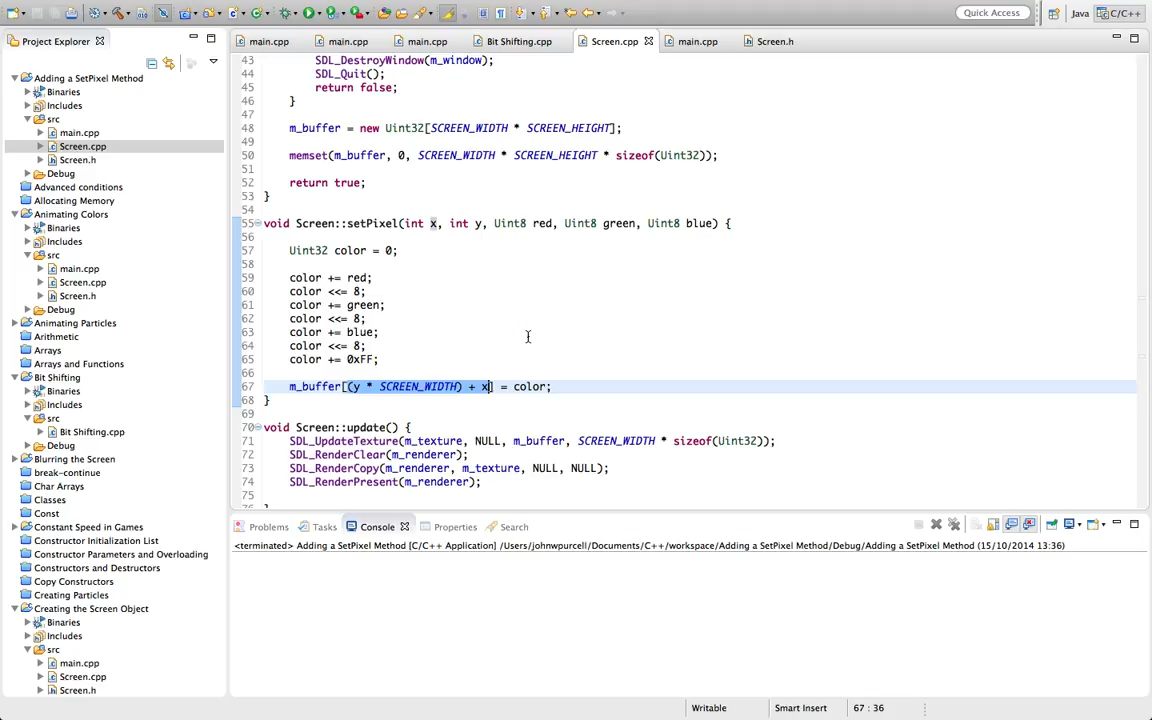 Quick Access
Java
C/C++
Project Explorer
main.cpp
main.cpp
main.cpp
Bit Shifting.cpp
Screen.cpp
main.cpp
Screen.h
Adding a SetPixel Method
Binaries
Includes
src
main.cpp
Screen.cpp
Screen.h
Debug
Advanced conditions
Allocating Memory
Animating Colors
Binaries
Includes
src
main.cpp
Screen.cpp
Screen.h
Debug
Animating Particles
Arithmetic
Arrays
Arrays and Functions
Bit Shifting
Binaries
Includes
src
Bit Shifting.cpp
Debug
Blurring the Screen
break-continue
Char Arrays
Classes
Const
Constant Speed in Games
Constructor Initialization List
Constructor Parameters and Overloading
Constructors and Destructors
Copy Constructors
Creating Particles
Creating the Screen Object
Binaries
Includes
src
main.cpp
Screen.cpp
Screen.h
43 SDL_DestroyWindow(m_window);
44 SDL_Quit();
45 return false;
46 }
47
48 m_buffer = new Uint32[SCREEN_WIDTH * SCREEN_HEIGHT];
49
50 memset(m_buffer, 0, SCREEN_WIDTH * SCREEN_HEIGHT * sizeof(Uint32));
51
52 return true;
53 }
54
55 void Screen::setPixel(int x, int y, Uint8 red, Uint8 green, Uint8 blue) {
56
57 Uint32 color = 0;
58
59 color += red;
60 color <<= 8;
61 color += green;
62 color <<= 8;
63 color += blue;
64 color <<= 8;
65 color += 0xFF;
66
67 m_buffer[(y * SCREEN_WIDTH) + x] = color;
68 }
69
70 void Screen::update() {
71 SDL_UpdateTexture(m_texture, NULL, m_buffer, SCREEN_WIDTH * sizeof(Uint32));
72 SDL_RenderClear(m_renderer);
73 SDL_RenderCopy(m_renderer, m_texture, NULL, NULL);
74 SDL_RenderPresent(m_renderer);
75
Problems
Tasks
Console
Properties
Search
<terminated> Adding a SetPixel Method [C/C++ Application] /Users/johnwpurcell/Documents/C++/workspace/Adding a SetPixel Method/Debug/Adding a SetPixel Method (15/10/2014 13:36)
Writable
Smart Insert
67 : 36